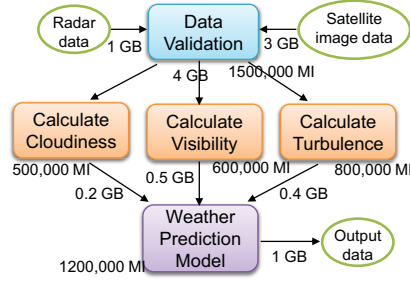 Radar
data
1 GB
Data
Validation
Satellite
image data
3 GB
4 GB
1500,000 MI
Calculate
Cloudiness
500,000 MI
Calculate
Visibility
600,000 MI
Calculate
Turbulence
800,000 MI
0.2 GB
0.5 GB
0.4 GB
Weather
Prediction
Model
1200,000 MI
1 GB
Output
data